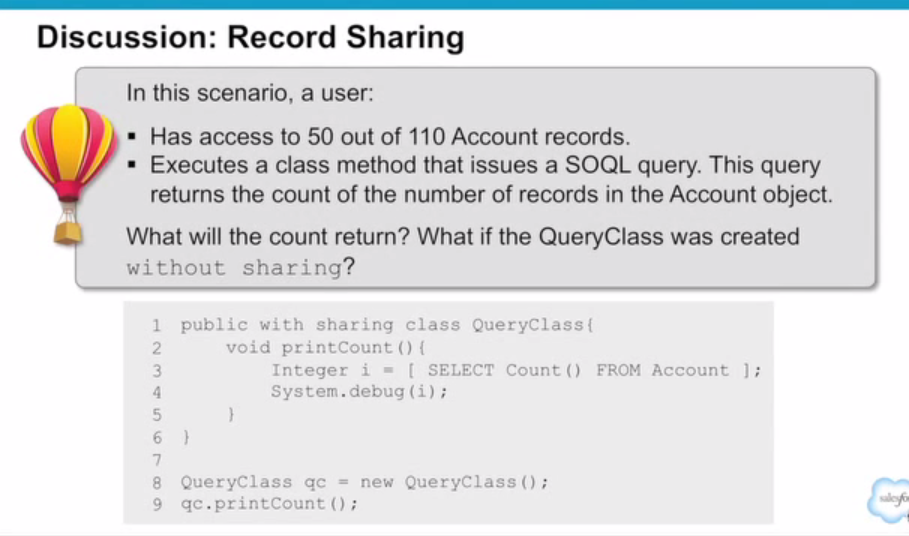 Discussion: Record Sharing
In this scenario, a user:
▪ Has access to 50 out of 110 Account records.
▪ Executes a class method that issues a SOQL query. This query
returns the count of the number of records in the Account object.
What will the count return? What if the QueryClass was created
without sharing?
1 public with sharing class QueryClass{
2 void printCount(){
3 Integer i = [ SELECT Count() FROM Account ];
4 System.debug(i);
5 }
6 }
7
8 QueryClass qc = new QueryClass();
9 qc.printCount();